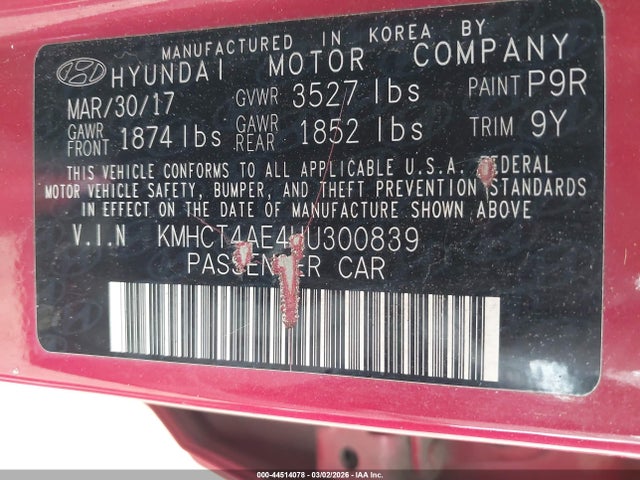 MANUFACTURED IN KOREA BY
HYUNDAI MOTOR COMPANY
MAR/30/17 GVWR 3527 lbs PAINT P9R
GAWR FRONT 1874 lbs GAWR REAR 1852 lbs TRIM 9Y
THIS VEHICLE CONFORMS TO ALL APPLICABLE U.S.A. FEDERAL
MOTOR VEHICLE SAFETY, BUMPER, AND THEFT PREVENTION STANDARDS
IN EFFECT ON THE DATE OF MANUFACTURE SHOWN ABOVE
V.I.N KMHCT4AE4HU300839
PASSENGER CAR
000-44514078 - 03/02/2026 - IAA Inc.